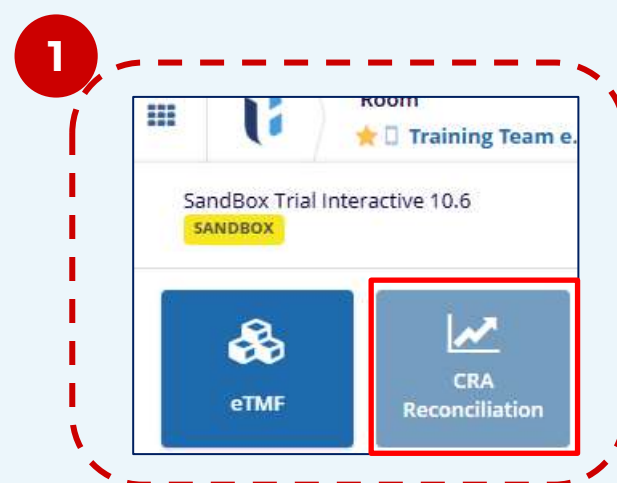 1
Room
Training Team e.
SandBox Trial Interactive 10.6
SANDBOX
eTMF
CRA
Reconciliation